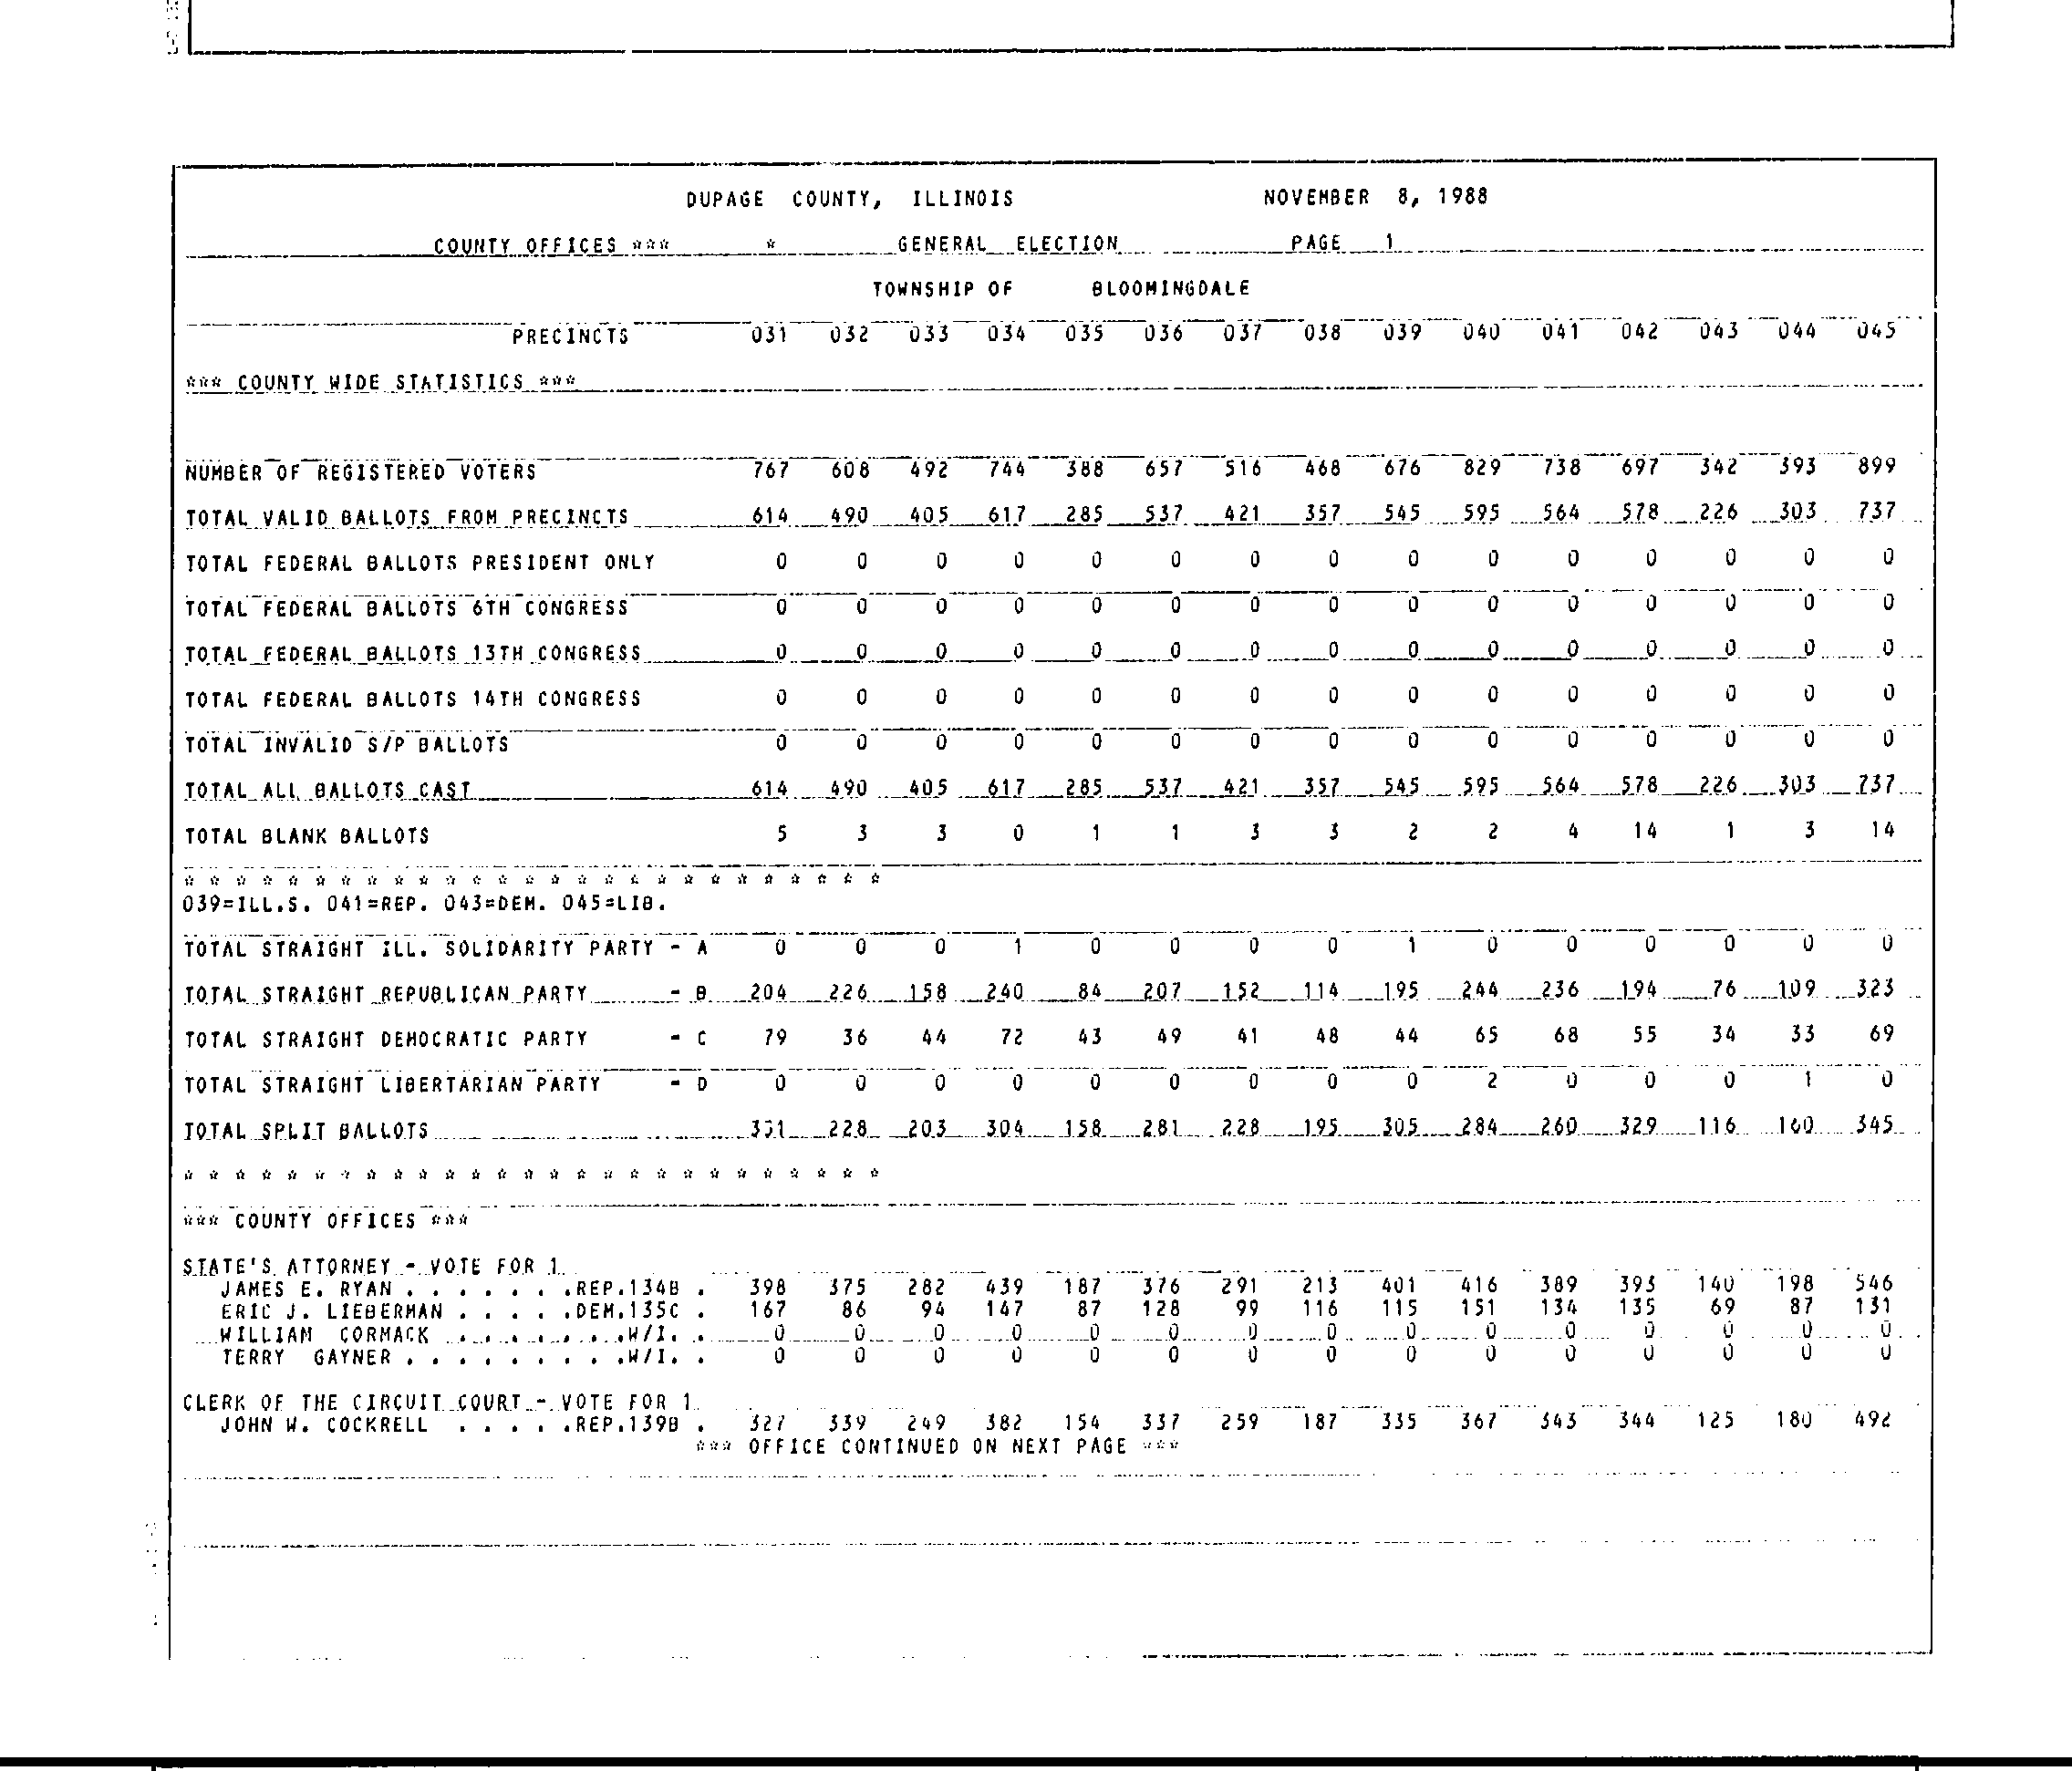 DUPAGE COUNTY, ILLINOIS NOVEMBER 8, 1988
COUNTY OFFICES *** * GENERAL ELECTION PAGE 1
TOWNSHIP OF BLOOMINGDALE
PRECINCTS 031 032 033 034 035 036 037 038 039 040 041 042 043 044 045
*** COUNTY WIDE STATISTICS ***
NUMBER OF REGISTERED VOTERS 767 608 492 744 388 657 516 468 676 829 738 697 342 393 899
TOTAL VALID BALLOTS FROM PRECINCTS 614 490 405 617 285 537 421 357 545 595 564 578 226 303 737
TOTAL FEDERAL BALLOTS PRESIDENT ONLY 0 0 0 0 0 0 0 0 0 0 0 0 0 0 0
TOTAL FEDERAL BALLOTS 6TH CONGRESS 0 0 0 0 0 0 0 0 0 0 0 0 0 0 0
TOTAL FEDERAL BALLOTS 13TH CONGRESS 0 0 0 0 0 0 0 0 0 0 0 0 0 0 0
TOTAL FEDERAL BALLOTS 14TH CONGRESS 0 0 0 0 0 0 0 0 0 0 0 0 0 0 0
TOTAL INVALID S/P BALLOTS 0 0 0 0 0 0 0 0 0 0 0 0 0 0 0
TOTAL ALL BALLOTS CAST 614 490 405 617 285 537 421 357 545 595 564 578 226 303 737
TOTAL BLANK BALLOTS 5 3 3 0 1 1 3 3 2 2 4 14 1 3 14
* * * * * * * * * * * * * * * * * * * * * * * * * * *
039=ILL.S. 041=REP. 043=DEM. 045=LIB.
TOTAL STRAIGHT ILL. SOLIDARITY PARTY - A 0 0 0 1 0 0 0 0 1 0 0 0 0 0 0
TOTAL STRAIGHT REPUBLICAN PARTY - B 204 226 158 240 84 207 152 114 195 244 236 194 76 109 323
TOTAL STRAIGHT DEMOCRATIC PARTY - C 79 36 44 72 43 49 41 48 44 65 68 55 34 33 69
TOTAL STRAIGHT LIBERTARIAN PARTY - D 0 0 0 0 0 0 0 0 0 2 0 0 0 1 0
TOTAL SPLIT BALLOTS 331 228 203 304 158 281 228 195 305 284 260 329 116 160 345
* * * * * * * * * * * * * * * * * * * * * * * * * * *
*** COUNTY OFFICES ***
STATE'S ATTORNEY - VOTE FOR 1
JAMES E. RYAN . . . . . . .REP.134B . 398 375 282 439 187 376 291 213 401 416 389 393 140 198 546
ERIC J. LIEBERMAN . . . . .DEM.135C . 167 86 94 147 87 128 99 116 115 151 134 135 69 87 131
WILLIAM CORMACK . . . . . . . .W/I. . 0 0 0 0 0 0 0 0 0 0 0 0 0 0 0
TERRY GAYNER . . . . . . . . .W/I. . 0 0 0 0 0 0 0 0 0 0 0 0 0 0 0
CLERK OF THE CIRCUIT COURT - VOTE FOR 1
JOHN W. COCKRELL . . . . .REP.139B . 327 339 249 382 154 337 259 187 335 367 343 344 125 180 492
*** OFFICE CONTINUED ON NEXT PAGE ***